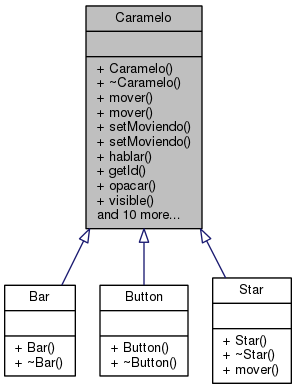 Caramelo
+ Caramelo()
+ ~Caramelo()
+ mover()
+ mover()
+ setMoviendo()
+ setMoviendo()
+ hablar()
+ getId()
+ opacar()
+ visible()
and 10 more...
Bar
+ Bar()
+ ~Bar()
Button
+ Button()
+ ~Button()
Star
+ Star()
+ ~Star()
+ mover()